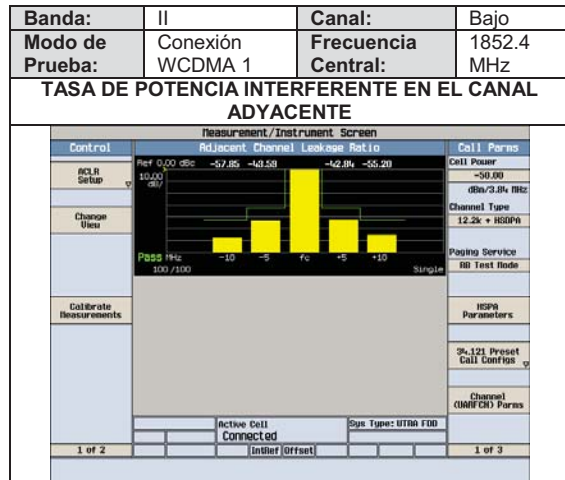 Banda: II Canal: Bajo
Modo de Prueba: Conexión WCDMA 1 Frecuencia Central: 1852.4 MHz
TASA DE POTENCIA INTERFERENTE EN EL CANAL
ADYACENTE
Measurement/Instrument Screen
Control
Adjacent Channel Leakage Ratio
Call Parms
ACLR
Setup
Change
View
Calibrate
Measurements
1 of 2
Ref 0.00 dBc -57.85 -43.58 -42.84 -55.20
10.00
dB/
Pass MHz -10 -5 fc +5 +10
100 /100 Single
Active Cell
Connected
Sys Type: UTRA FDD
IntRef Offset
Cell Power
-50.00
dBm/3.84 MHz
Channel Type
12.2k + HSDPA
Paging Service
RB Test Mode
HSPA
Parameters
34.121 Preset
Call Configs
Channel
(UARFCN) Parms
1 of 3